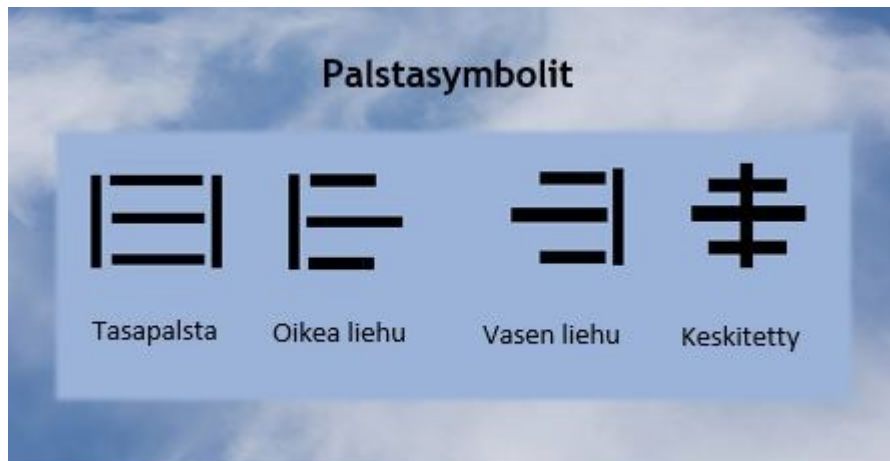 Palstasymbolit
Tasapalsta
Oikea liehu
Vasen liehu
Keskitetty